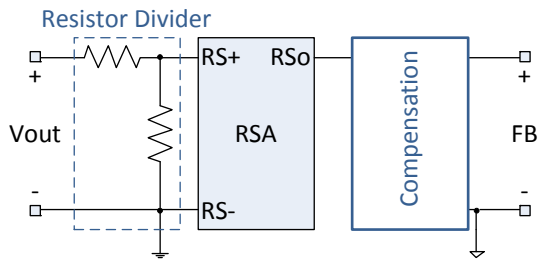 Resistor Divider
+
Vout
-
RS+
RSo
RSA
RS-
Compensation
+
FB
-